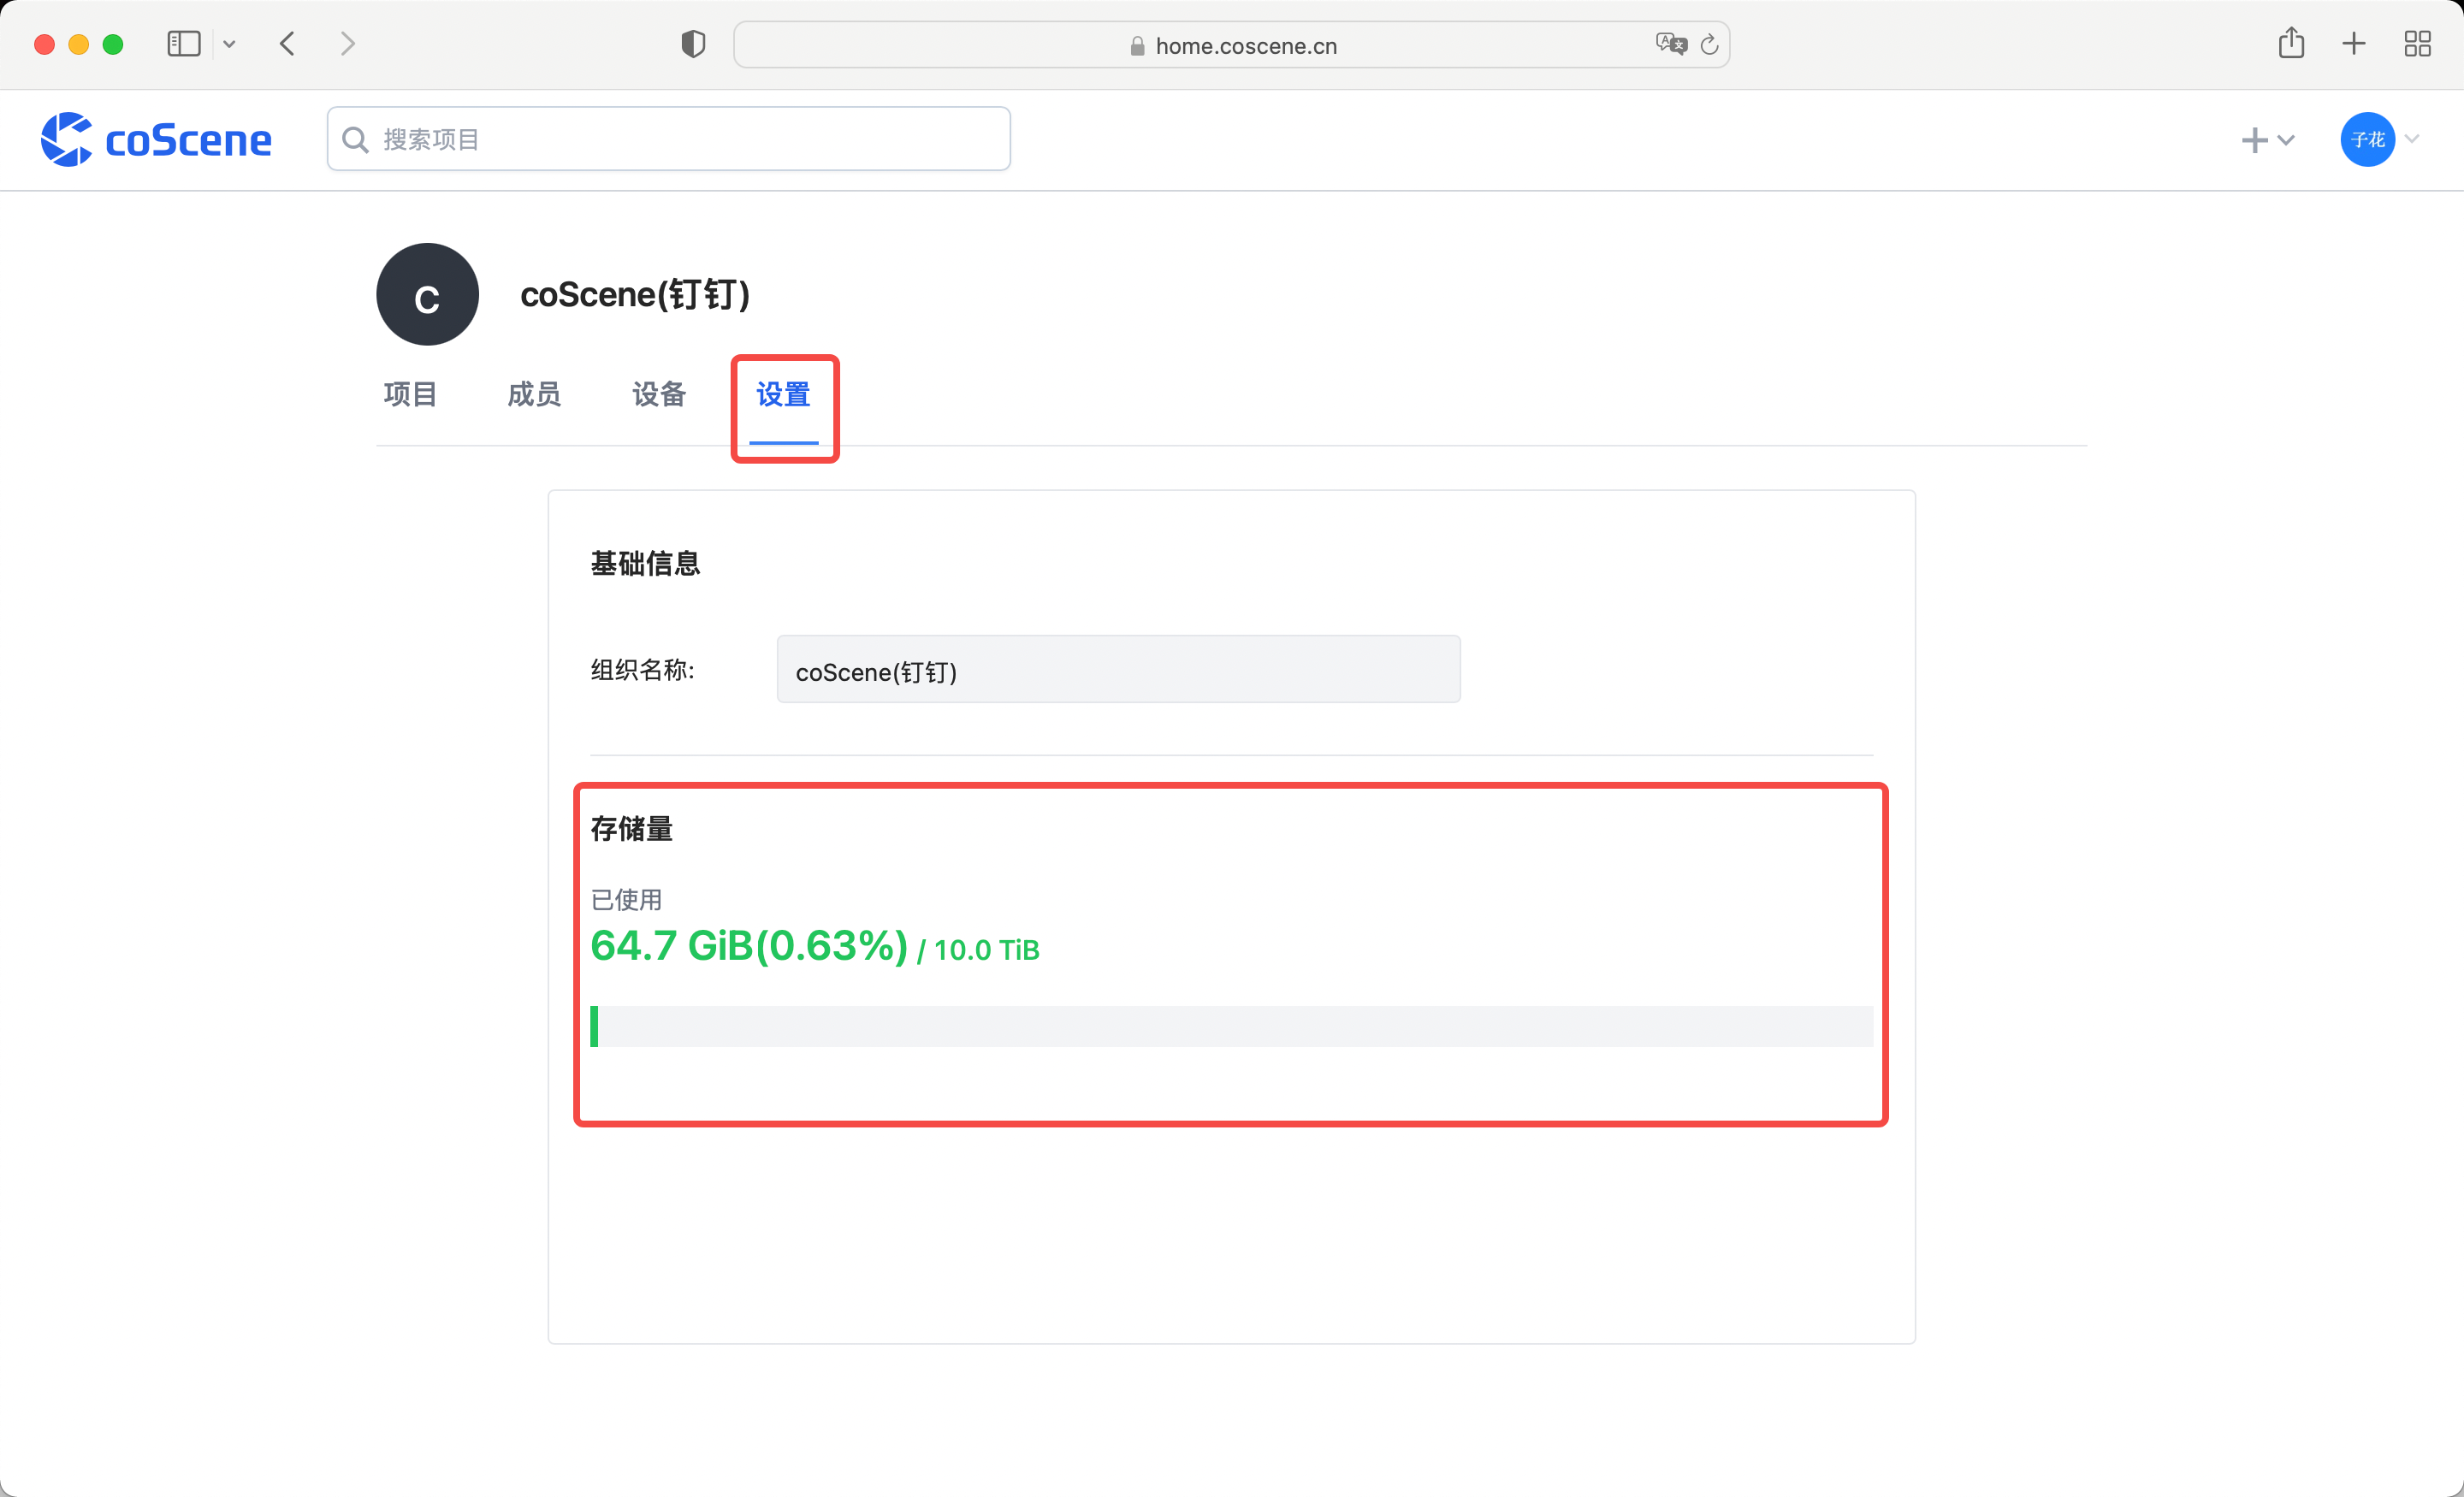 home.coscene.cn
coScene
搜索项目
子花
C
coScene(钉钉)
项目
成员
设备
设置
基础信息
组织名称:
coScene(钉钉)
存储量
已使用
64.7 GiB(0.63%) / 10.0 TiB